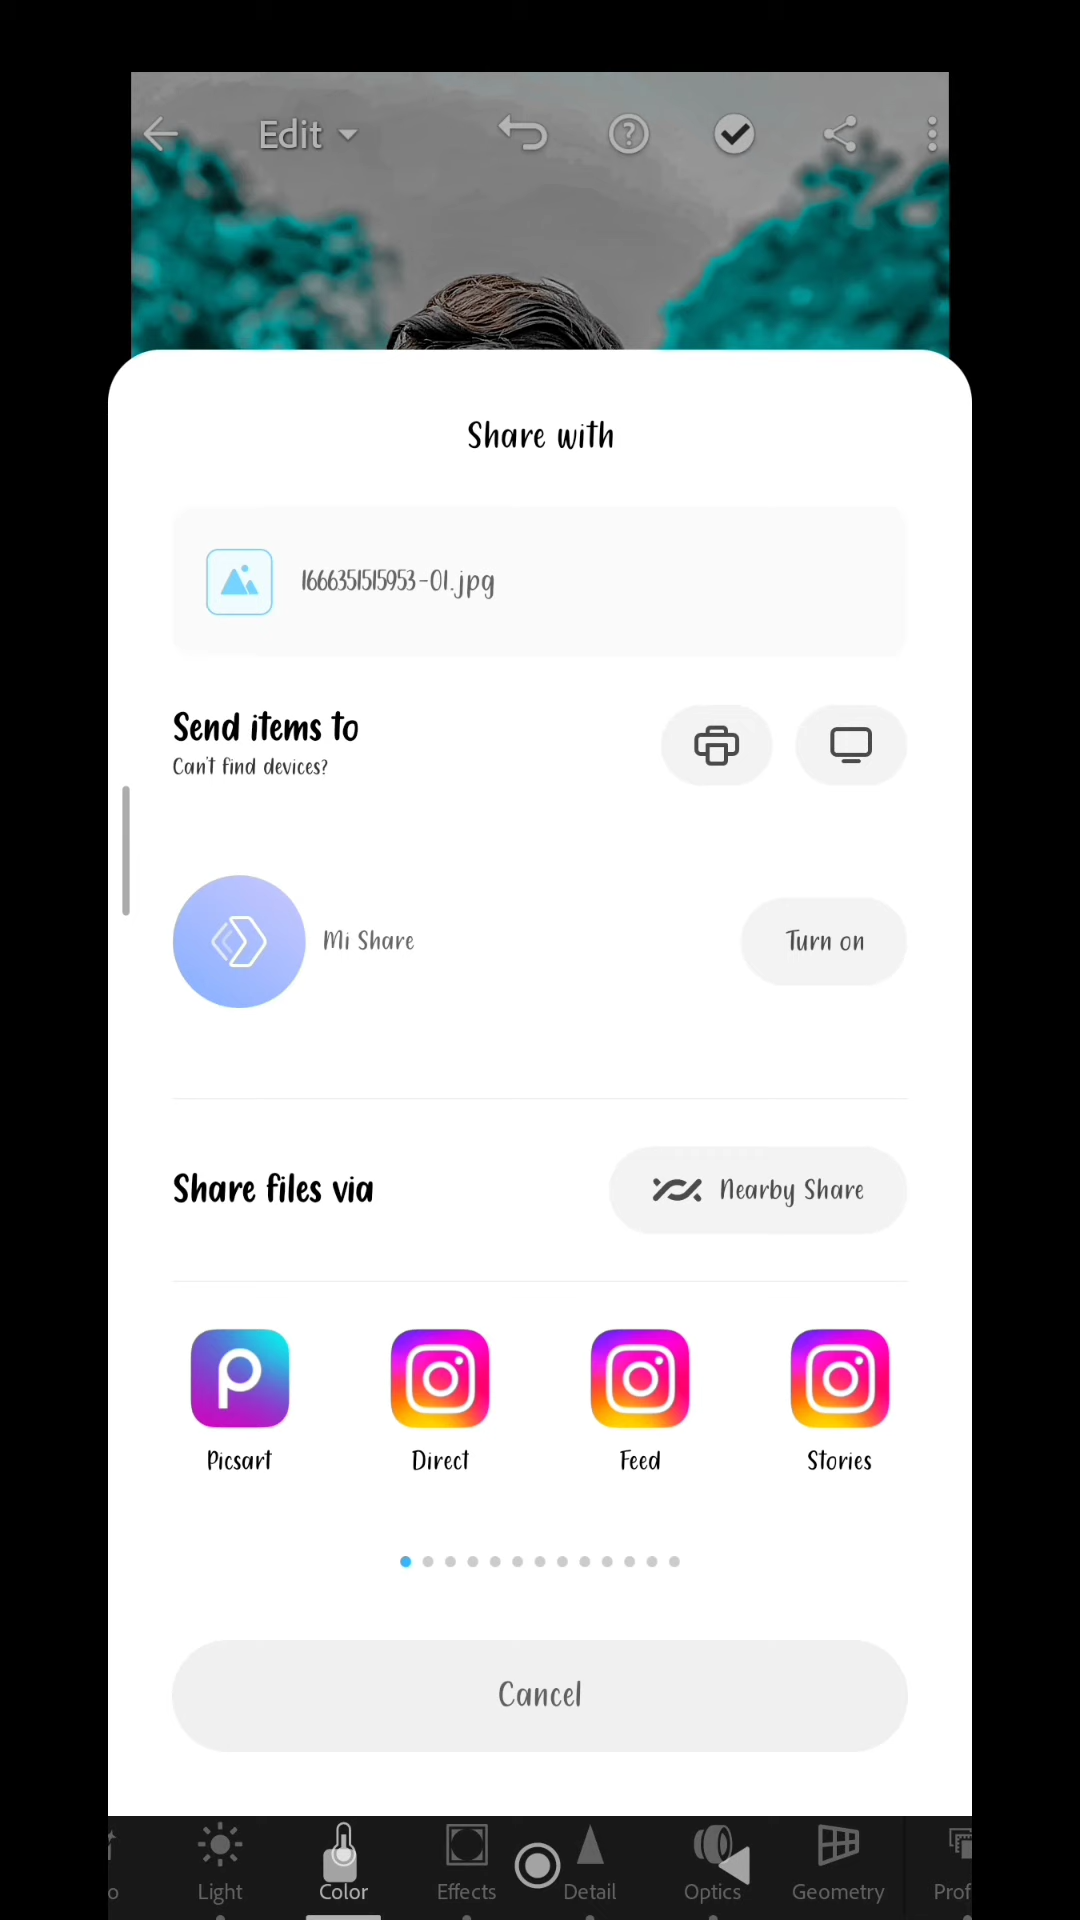 Edit
Share with
1666351515953-01.jpg
Send items to
Can't find devices?
Mi Share
Turn on
Share files via
Nearby Share
Picsart
Direct
Feed
Stories
Cancel
o
Light
Color
Effects
Detail
Optics
Geometry
Prof